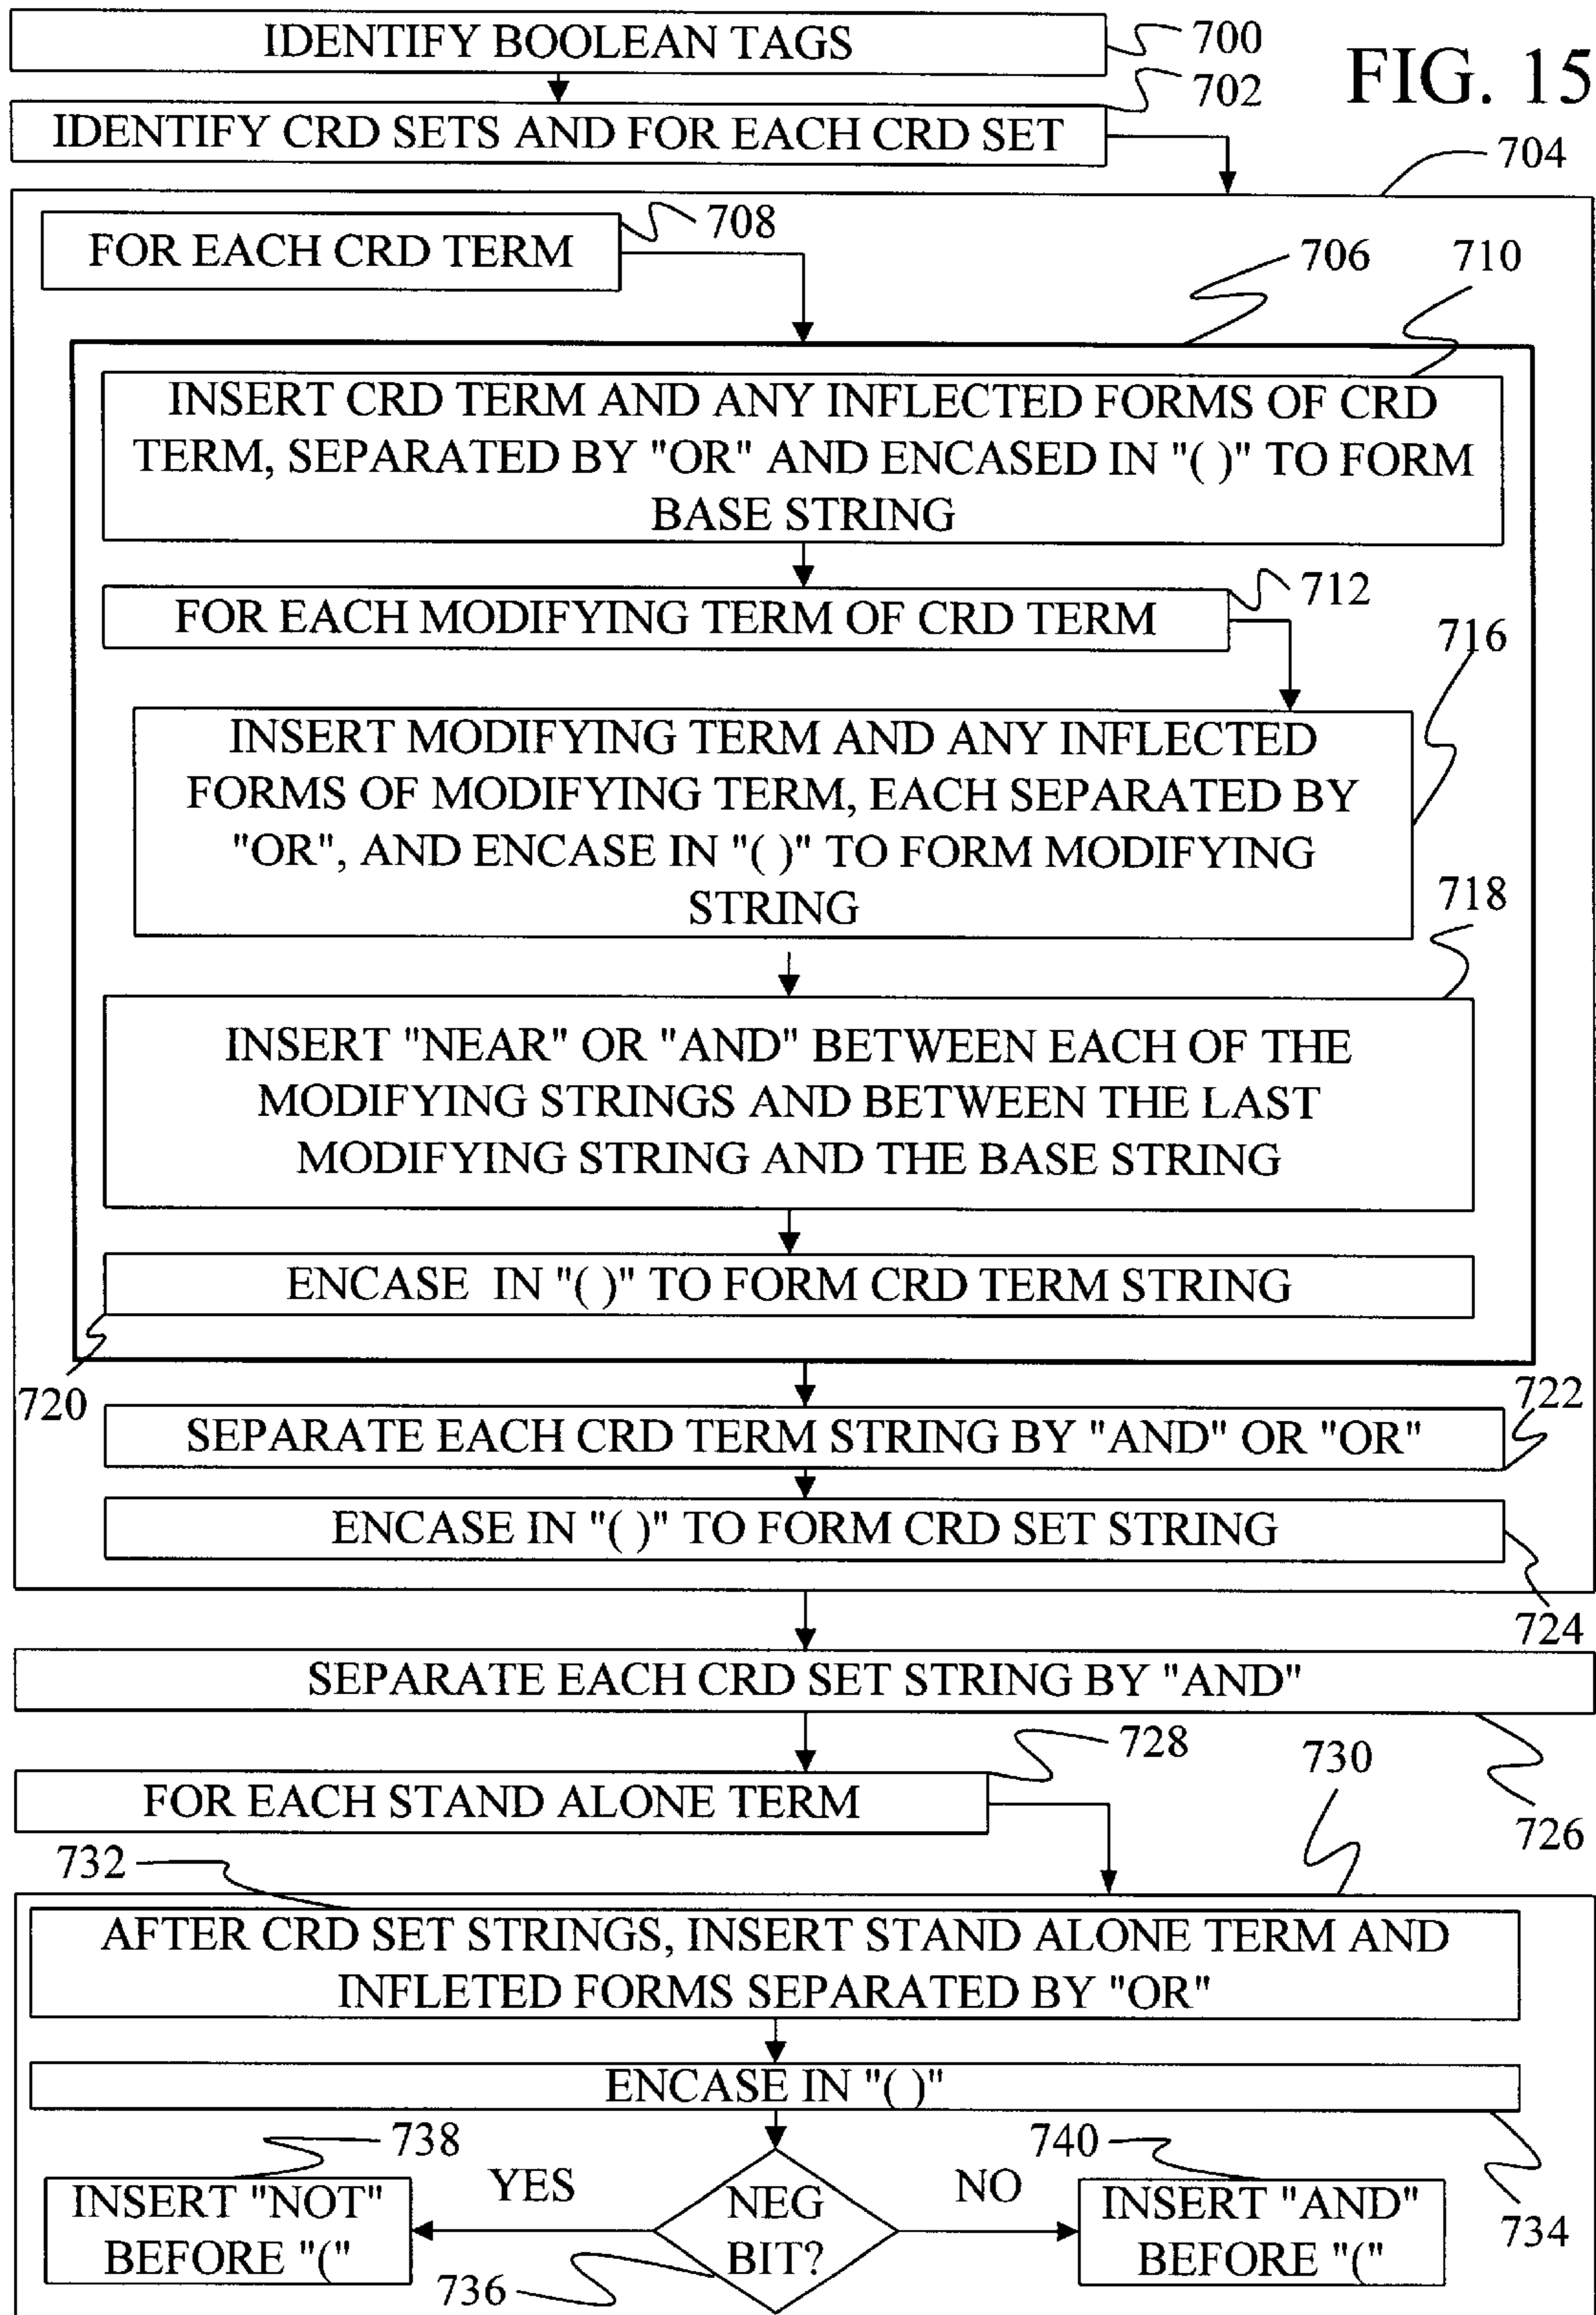 IDENTIFY BOOLEAN TAGS
700
FIG. 15
702
IDENTIFY CRD SETS AND FOR EACH CRD SET
704
708
FOR EACH CRD TERM
706
710
INSERT CRD TERM AND ANY INFLECTED FORMS OF CRD
TERM, SEPARATED BY "OR" AND ENCASED IN "( )" TO FORM
BASE STRING
712
FOR EACH MODIFYING TERM OF CRD TERM
716
INSERT MODIFYING TERM AND ANY INFLECTED
FORMS OF MODIFYING TERM, EACH SEPARATED BY
"OR", AND ENCASE IN "( )" TO FORM MODIFYING
STRING
718
INSERT "NEAR" OR "AND" BETWEEN EACH OF THE
MODIFYING STRINGS AND BETWEEN THE LAST
MODIFYING STRING AND THE BASE STRING
ENCASE IN "( )" TO FORM CRD TERM STRING
720
722
SEPARATE EACH CRD TERM STRING BY "AND" OR "OR"
ENCASE IN "( )" TO FORM CRD SET STRING
724
SEPARATE EACH CRD SET STRING BY "AND"
728
730
FOR EACH STAND ALONE TERM
726
732
AFTER CRD SET STRINGS, INSERT STAND ALONE TERM AND
INFLETED FORMS SEPARATED BY "OR"
ENCASE IN "( )"
738
740
YES
NO
INSERT "NOT"
BEFORE "("
NEG
BIT?
INSERT "AND"
BEFORE "("
734
736